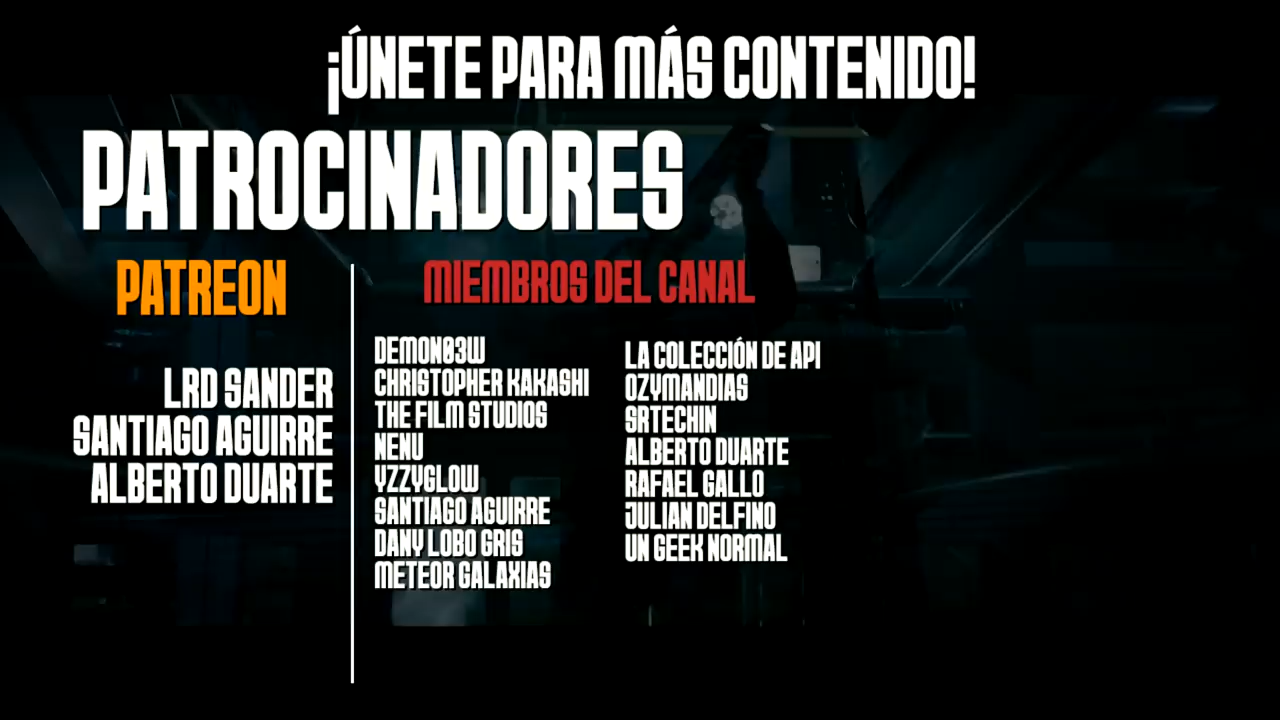 ¡ÚNETE PARA MÁS CONTENIDO!
PATROCINADORES
PATREON
LRD SANDER
SANTIAGO AGUIRRE
ALBERTO DUARTE
MIEMBROS DEL CANAL
DEMON03W
CHRISTOPHER KAKASHI
THE FILM STUDIOS
NENU
YZZYGLOW
SANTIAGO AGUIRRE
DANY LOBO GRIS
METEOR GALAXIAS
LA COLECCIÓN DE API
OZYMANDIAS
SRTECHIN
ALBERTO DUARTE
RAFAEL GALLO
JULIAN DELFINO
UN GEEK NORMAL